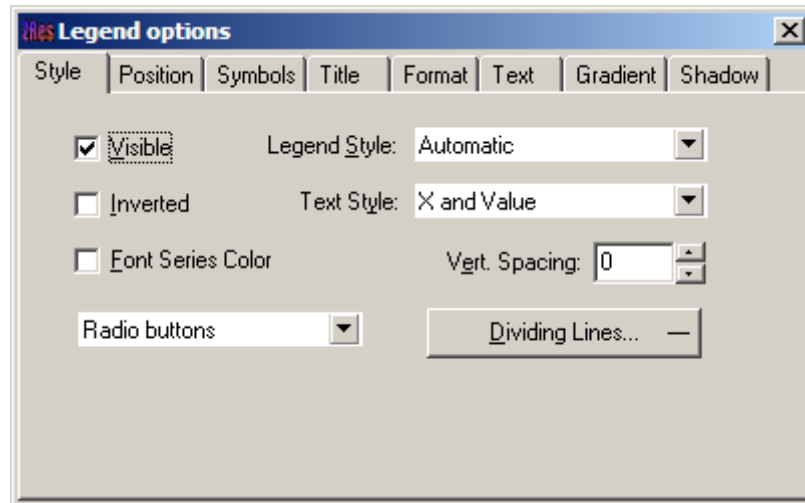 2Res Legend options
Style Position Symbols Title Format Text Gradient Shadow
Visible Legend Style: Automatic
Inverted Text Style: X and Value
Font Series Color Vert. Spacing: 0
Radio buttons Dividing Lines...